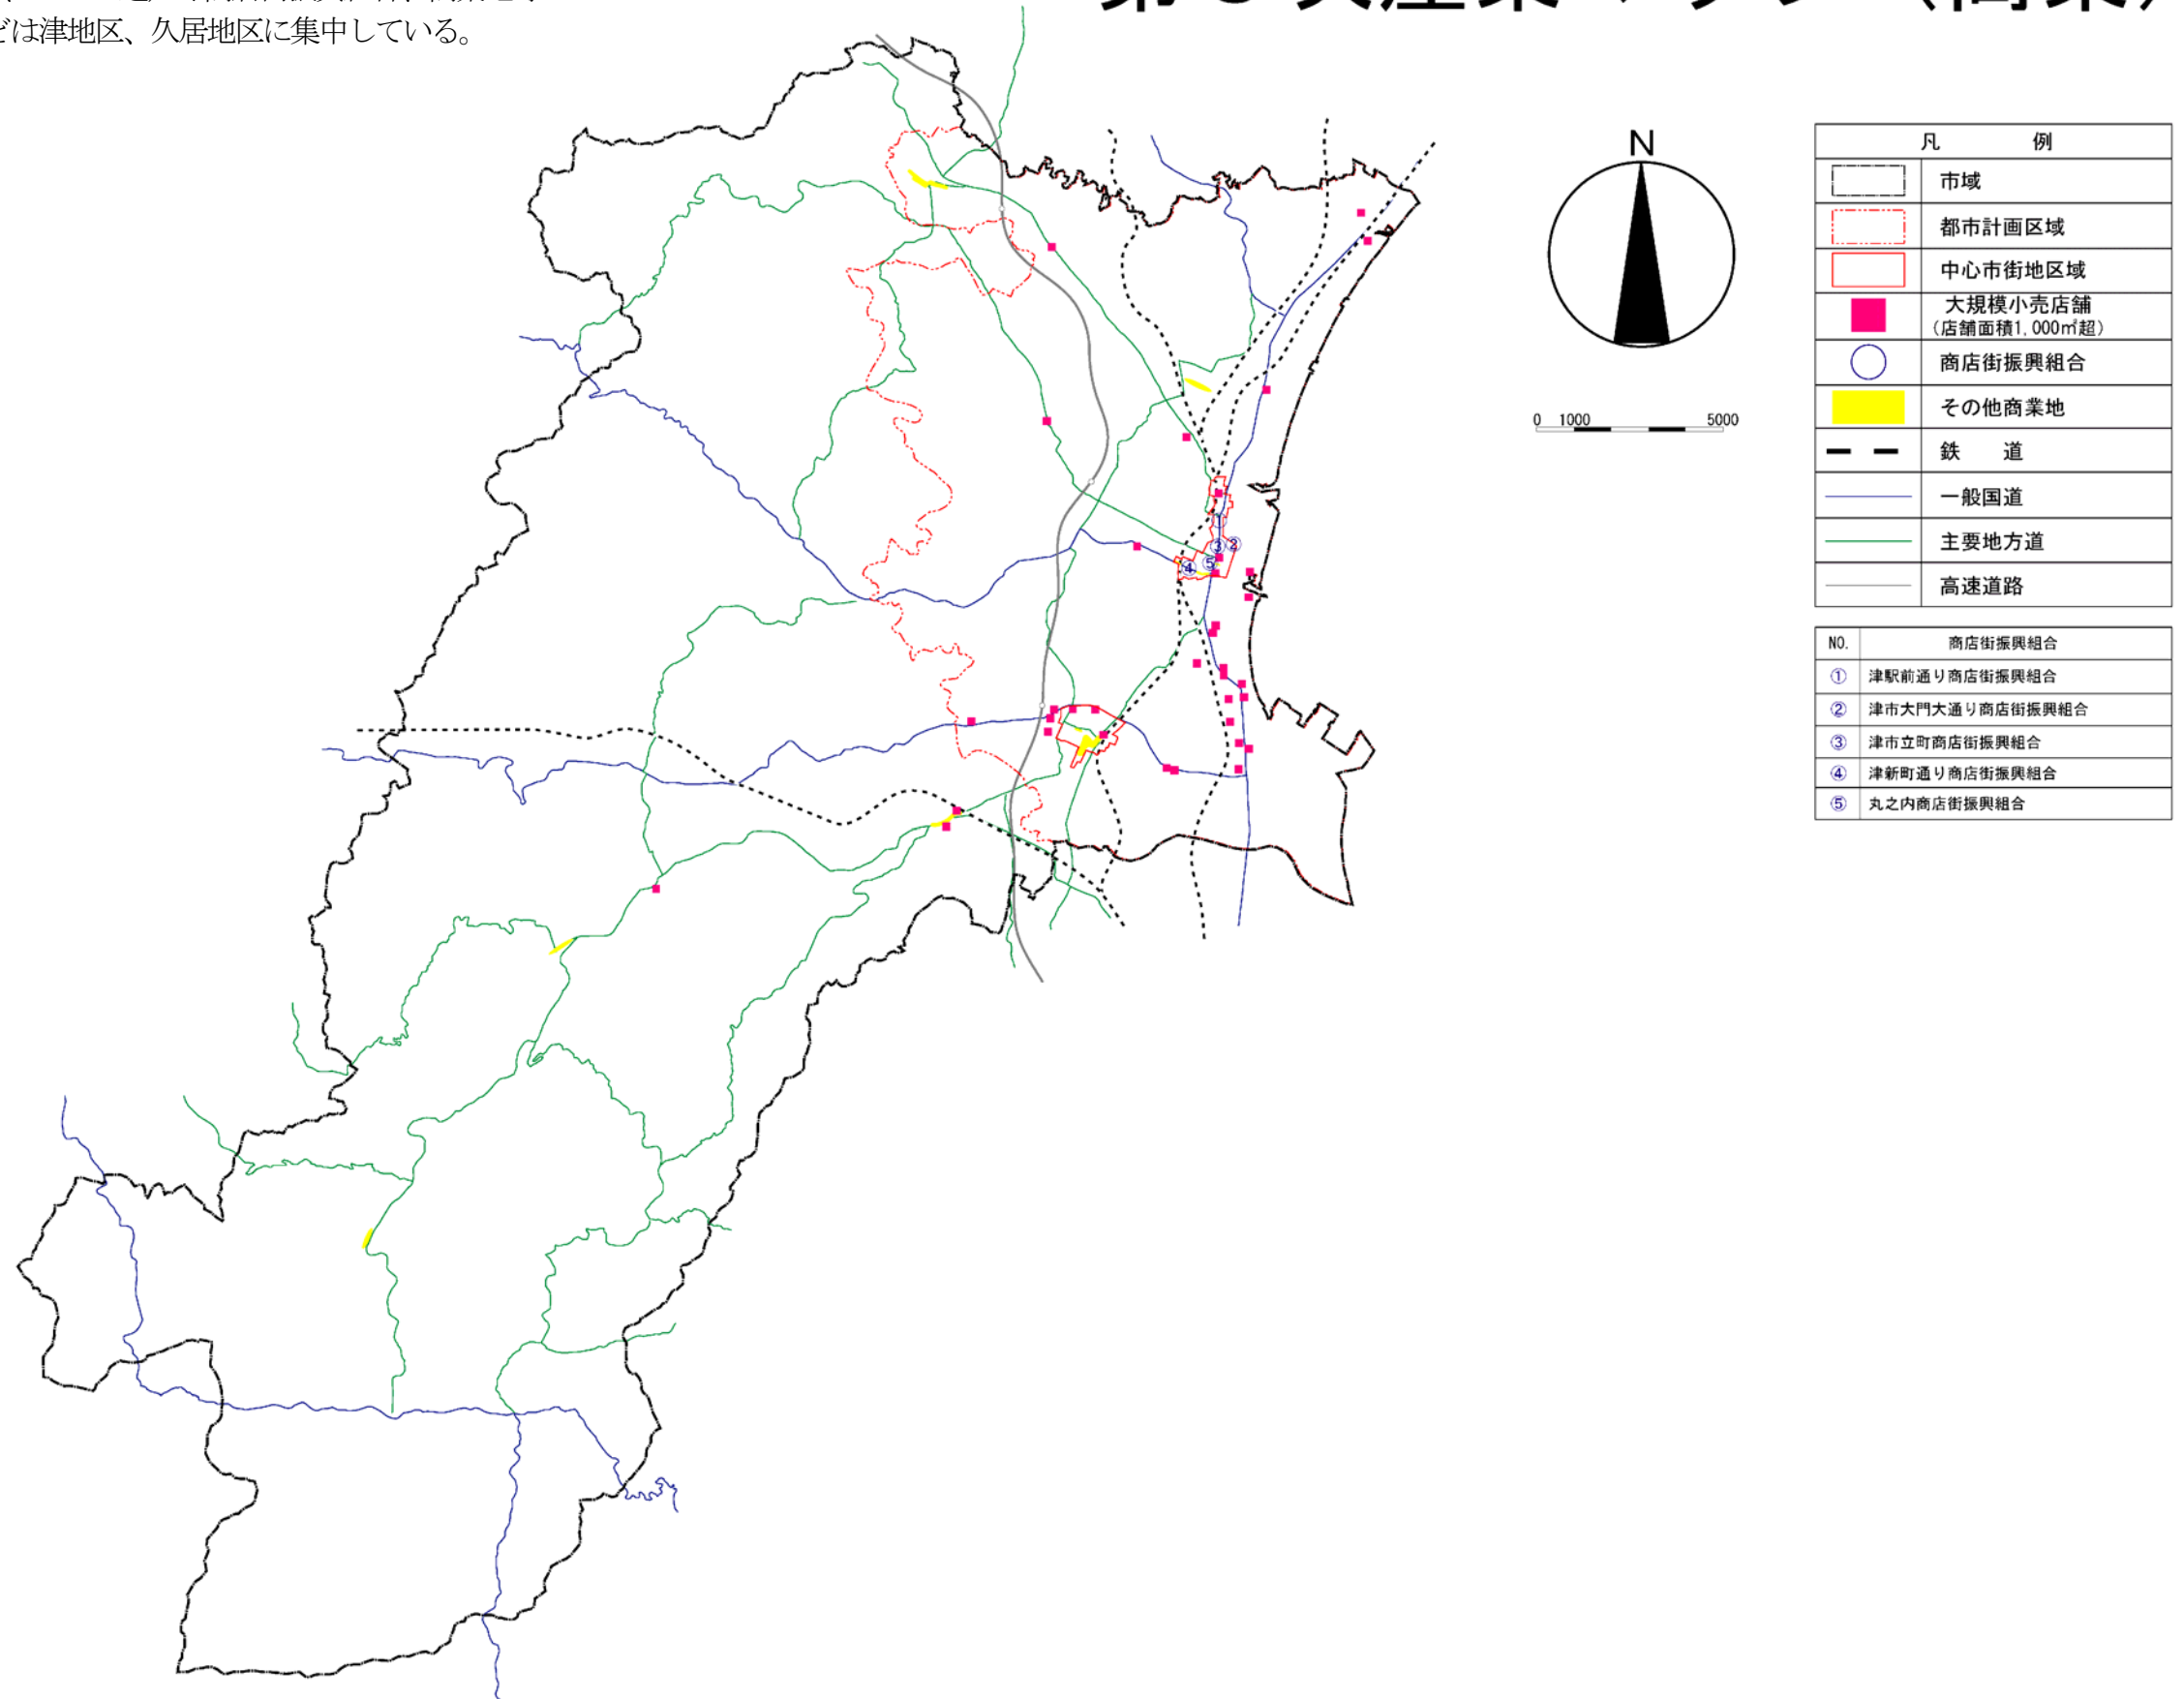 どは津地区、久居地区に集中している。
N
0 1000 5000
凡 例
市域
都市計画区域
中心市街地区域
大規模小売店舗
(店舗面積1,000㎡超)
商店街振興組合
その他商業地
鉄 道
一般国道
主要地方道
高速道路
NO. 商店街振興組合
① 津駅前通り商店街振興組合
② 津市大門大通り商店街振興組合
③ 津市立町商店街振興組合
④ 津新町通り商店街振興組合
⑤ 丸之内商店街振興組合
①
③ ②
⑤
④